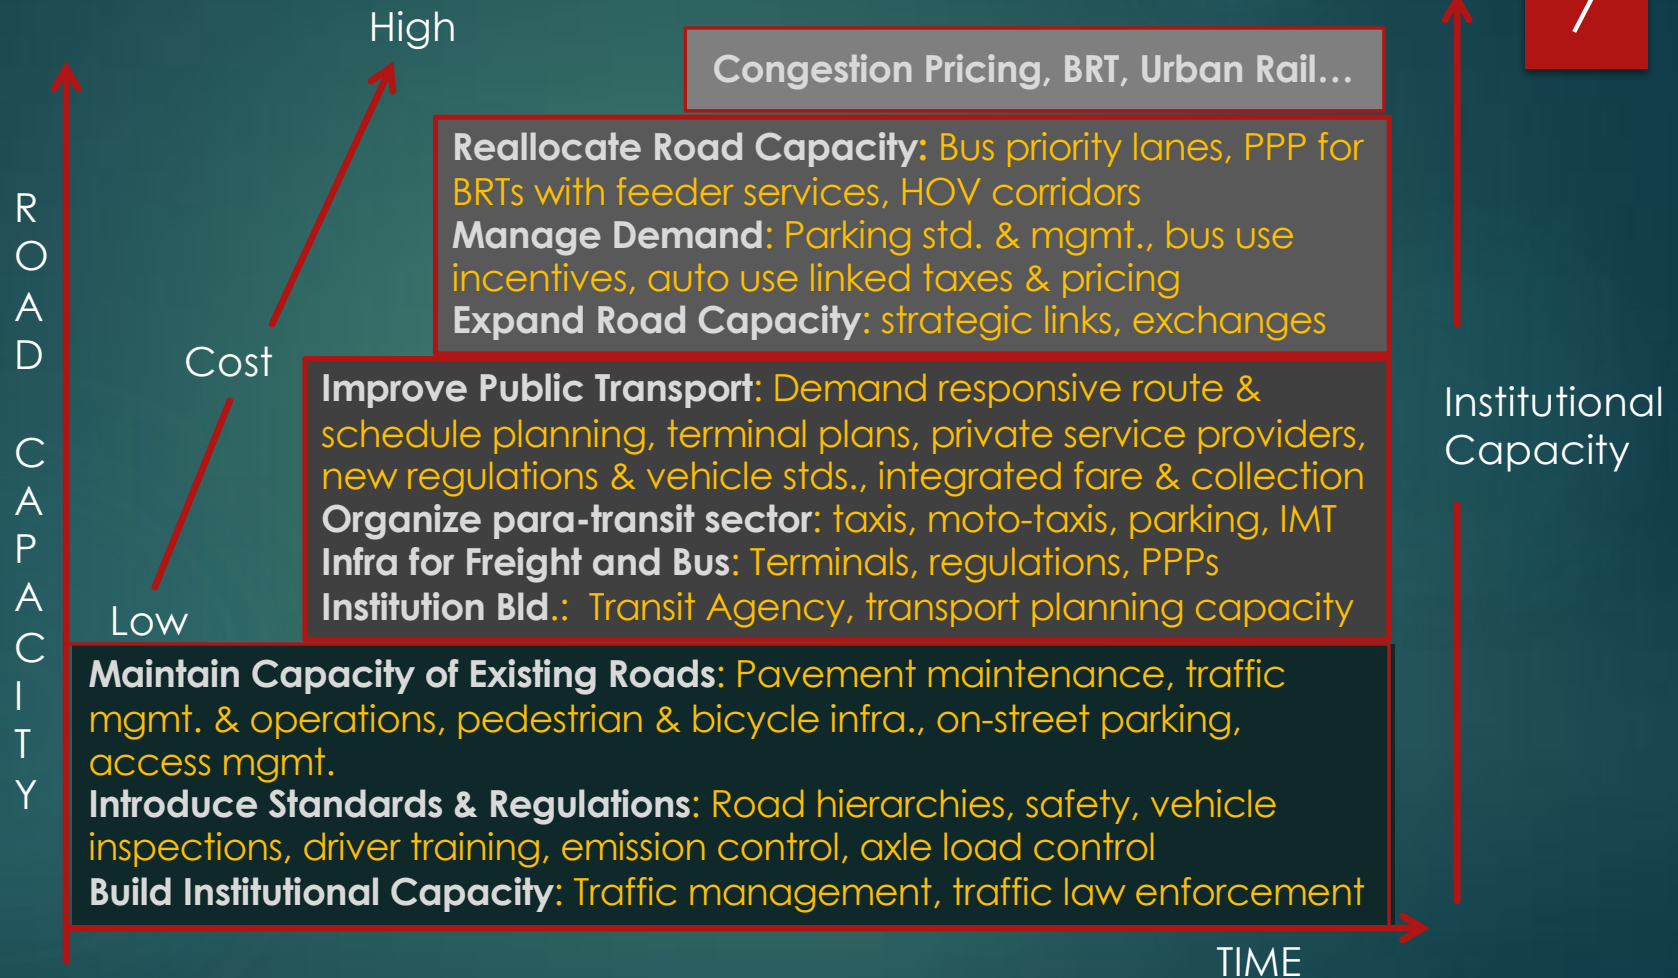 7
High
Congestion Pricing, BRT, Urban Rail...
Reallocate Road Capacity: Bus priority lanes, PPP for
BRTs with feeder services, HOV corridors
Manage Demand: Parking std. & mgmt., bus use
incentives, auto use linked taxes & pricing
Expand Road Capacity: strategic links, exchanges
ROAD CAPACITY
Cost
Improve Public Transport: Demand responsive route &
schedule planning, terminal plans, private service providers,
new regulations & vehicle stds., integrated fare & collection
Organize para-transit sector: taxis, moto-taxis, parking, IMT
Infra for Freight and Bus: Terminals, regulations, PPPs
Institution Bld.: Transit Agency, transport planning capacity
Institutional
Capacity
Low
Maintain Capacity of Existing Roads: Pavement maintenance, traffic
mgmt. & operations, pedestrian & bicycle infra., on-street parking,
access mgmt.
Introduce Standards & Regulations: Road hierarchies, safety, vehicle
inspections, driver training, emission control, axle load control
Build Institutional Capacity: Traffic management, traffic law enforcement
TIME